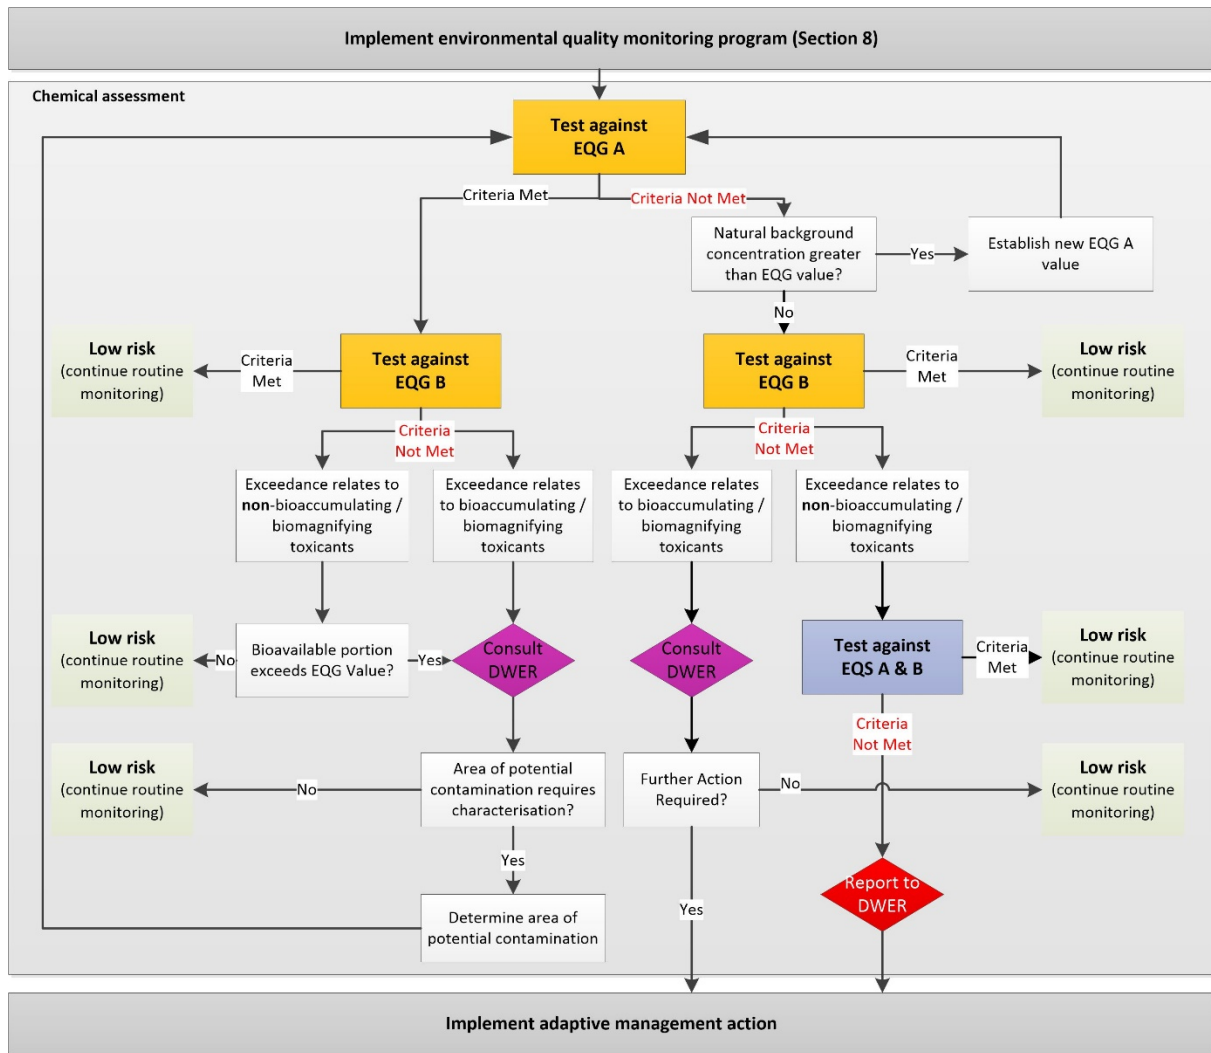 Implement environmental quality monitoring program (Section 8)
Chemical assessment
Test against
EQG A
Criteria Met
Criteria Not Met
Natural background
concentration greater
than EQG value?
Yes
Establish new EQG A
value
No
Low risk
(continue routine
monitoring)
Criteria
Met
Test against
EQG B
Test against
EQG B
Criteria
Met
Low risk
(continue routine
monitoring)
Criteria
Not Met
Criteria
Not Met
Exceedance relates to
non-bioaccumulating /
biomagnifying
toxicants
Exceedance relates
to bioaccumulating /
biomagnifying
toxicants
Exceedance relates
to bioaccumulating /
biomagnifying
toxicants
Exceedance relates to
non-bioaccumulating /
biomagnifying
toxicants
Low risk
(continue routine
monitoring)
No
Bioavailable portion
exceeds EQG Value?
Yes
Consult
DWER
Consult
DWER
Test against
EQS A & B
Criteria
Met
Low risk
(continue routine
monitoring)
Criteria
Not Met
Low risk
(continue routine
monitoring)
No
Area of potential
contamination requires
characterisation?
Further Action
Required?
No
Low risk
(continue routine
monitoring)
Yes
Determine area of
potential contamination
Yes
Report to
DWER
Implement adaptive management action